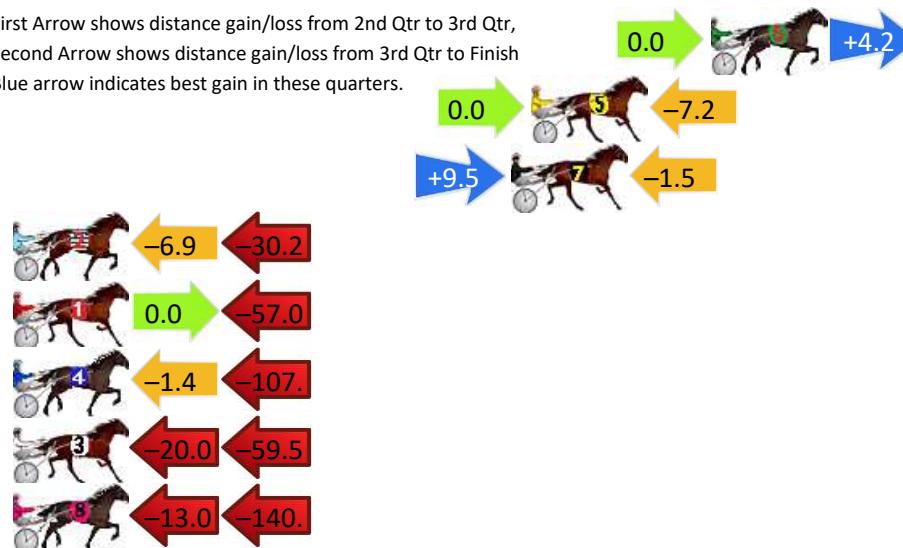 irst Arrow shows distance gain/loss from 2nd Qtr to 3rd Qtr,
econd Arrow shows distance gain/loss from 3rd Qtr to Finish
lue arrow indicates best gain in these quarters.
0.0 6 +4.2
0.0 5 –7.2
+9.5 7 –1.5
2 –6.9 –30.2
1 0.0 –57.0
4 –1.4 –107.
3 –20.0 –59.5
8 –13.0 –140.